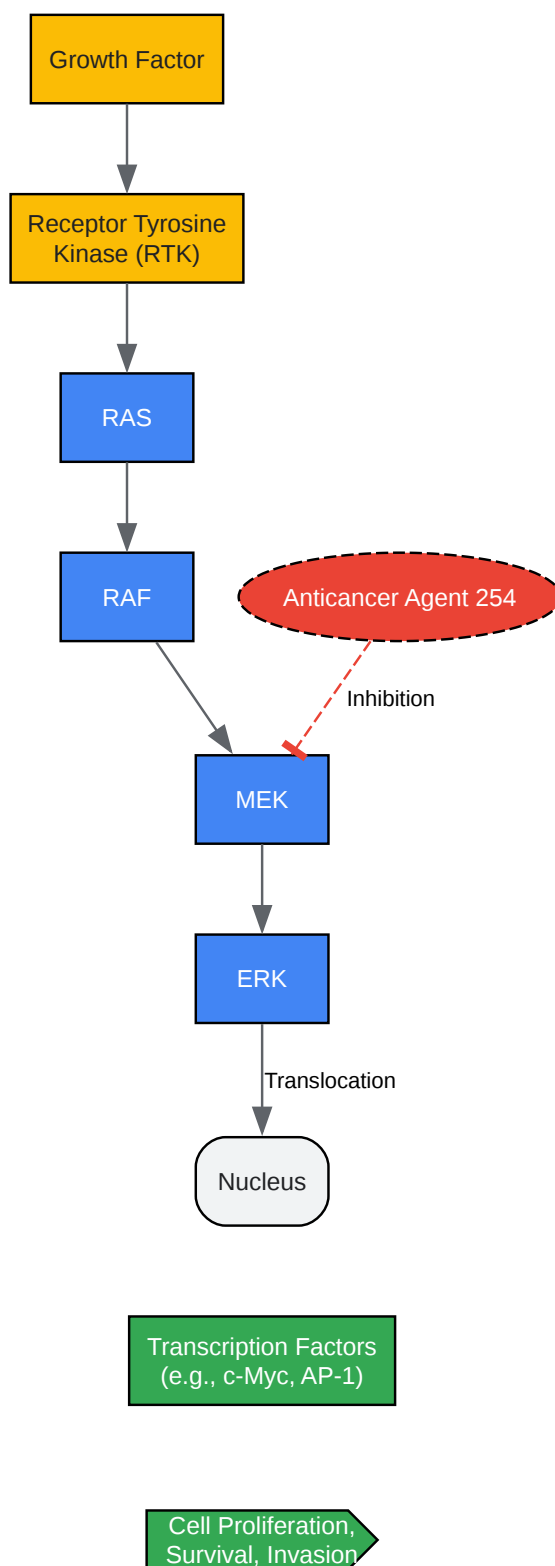 Growth Factor
Receptor Tyrosine
Kinase (RTK)
RAS
RAF
Anticancer Agent 254
Inhibition
MEK
ERK
Translocation
Nucleus
Transcription Factors
(e.g., c-Myc, AP-1)
Cell Proliferation,
Survival, Invasion